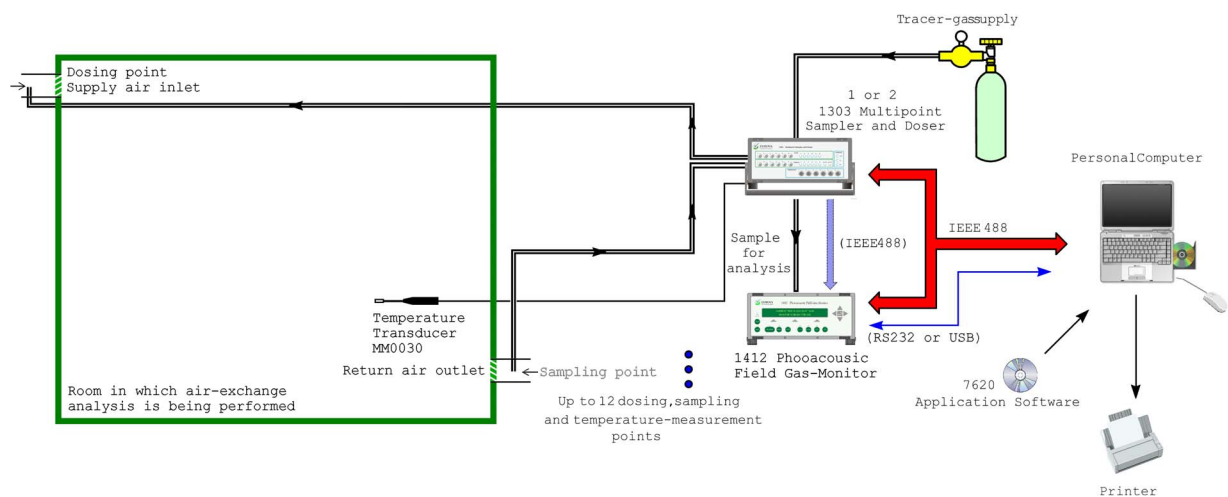 Tracer-gassupply
Dosing point
Supply air inlet
1 or 2
1303 Multipoint
Sampler and Doser
PersonalComputer
IEEE 488
Sample
for
analysis
(IEEE488)
Temperature
Transducer
MM0030
(RS232 or USB)
1412 Phooacousic
Field Gas-Monitor
Return air outlet
Sampling point
Room in which air-exchange
analysis is being performed
Up to 12 dosing,sampling
and temperature-measurement
points
7620
Application Software
Printer